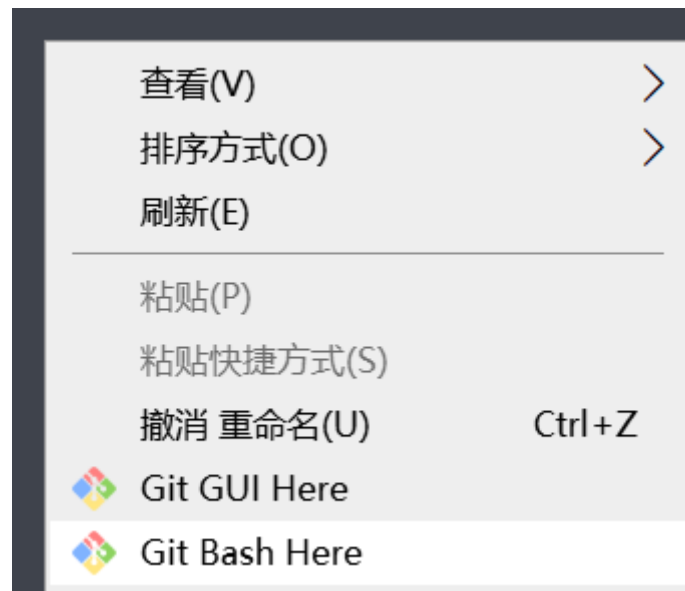 查看(V)
排序方式(O)
刷新(E)
粘贴(P)
粘贴快捷方式(S)
撤消 重命名(U) Ctrl+Z
Git GUI Here
Git Bash Here